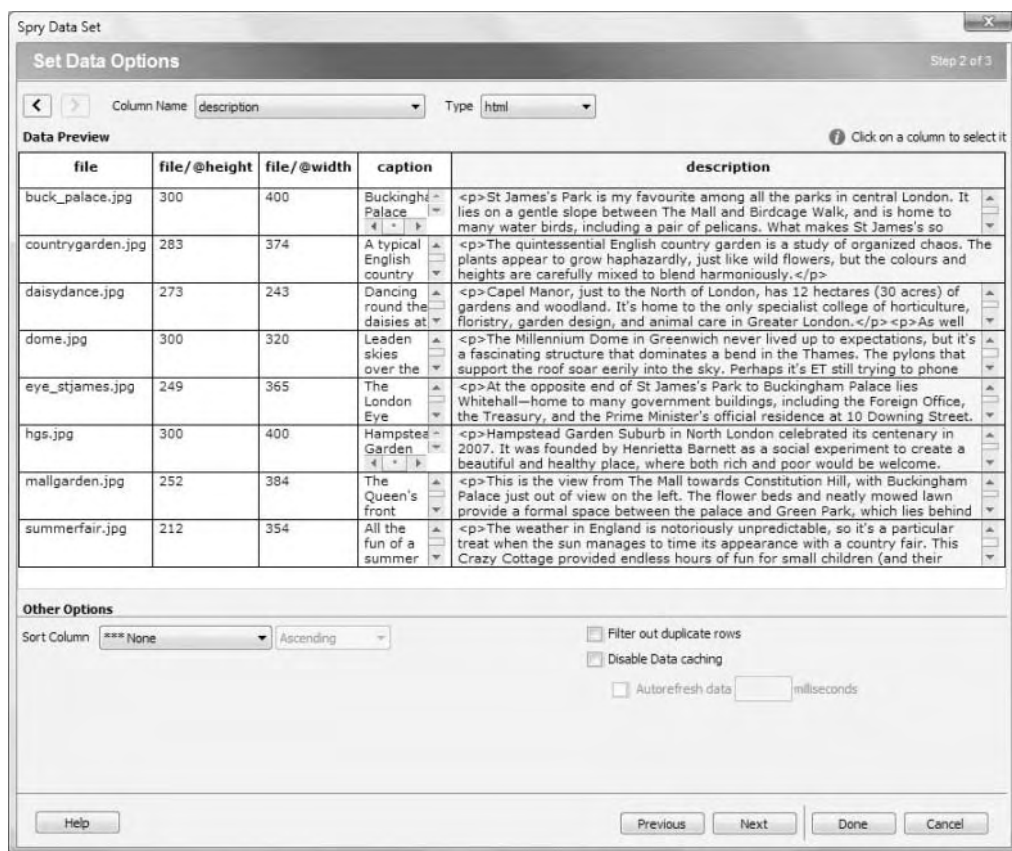 Spry Data Set
Set Data Options
Step 2 of 3
Column Name description Type html
Data Preview
Click on a column to select it
file file/@height file/@width caption description
buck_palace.jpg 300 400
Buckingha
Palace
<p>St James's Park is my favourite among all the parks in central London. It
lies on a gentle slope between The Mall and Birdcage Walk, and is home to
many water birds, including a pair of pelicans. What makes St James's so
countrygarden.jpg 283 374
A typical
English
country
<p>The quintessential English country garden is a study of organized chaos. The
plants appear to grow haphazardly, just like wild flowers, but the colours and
heights are carefully mixed to blend harmoniously.</p>
daisydance.jpg 273 243
Dancing
round the
daisies at
<p>Capel Manor, just to the North of London, has 12 hectares (30 acres) of
gardens and woodland. It's home to the only specialist college of horticulture,
floristry, garden design, and animal care in Greater London.</p><p>As well
dome.jpg 300 320
Leaden
skies
over the
<p>The Millennium Dome in Greenwich never lived up to expectations, but it's
a fascinating structure that dominates a bend in the Thames. The pylons that
support the roof soar eerily into the sky. Perhaps it's ET still trying to phone
eye_stjames.jpg 249 365
The
London
Eye
<p>At the opposite end of St James's Park to Buckingham Palace lies
Whitehall—home to many government buildings, including the Foreign Office,
the Treasury, and the Prime Minister's official residence at 10 Downing Street.
hgs.jpg 300 400
Hampstea
Garden
<p>Hampstead Garden Suburb in North London celebrated its centenary in
2007. It was founded by Henrietta Barnett as a social experiment to create a
beautiful and healthy place, where both rich and poor would be welcome.
mallgarden.jpg 252 384
The
Queen's
front
<p>This is the view from The Mall towards Constitution Hill, with Buckingham
Palace just out of view on the left. The flower beds and neatly mowed lawn
provide a formal space between the palace and Green Park, which lies behind
summerfair.jpg 212 354
All the
fun of a
summer
<p>The weather in England is notoriously unpredictable, so it's a particular
treat when the sun manages to time its appearance with a country fair. This
Crazy Cottage provided endless hours of fun for small children (and their
Other Options
Sort Column *** None Ascending
Filter out duplicate rows
Disable Data caching
Autorefresh data milliseconds
Help Previous Next Done Cancel